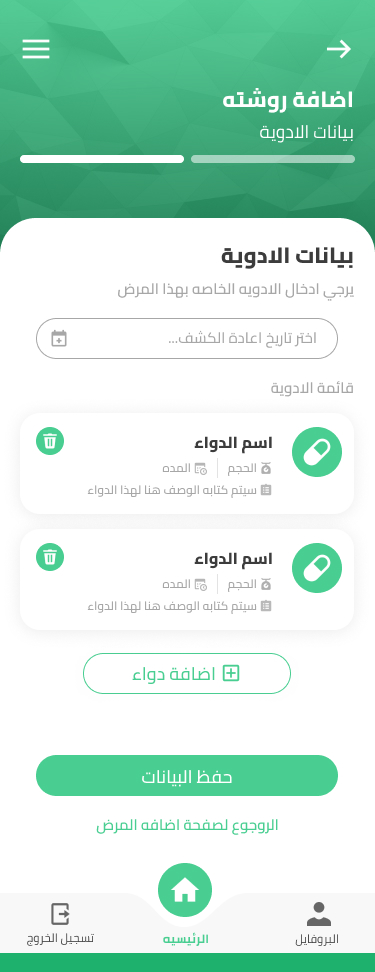 اضافة روشته
بيانات الادوية
بيانات الادوية
يرجي ادخال الادويه الخاصه بهذا المرض
اختر تاريخ اعادة الكشف...
قائمة الادوية
اسم الدواء
الحجم المده
سيتم كتابه الوصف هنا لهذا الدواء
اسم الدواء
الحجم المده
سيتم كتابه الوصف هنا لهذا الدواء
اضافة دواء
حفظ البيانات
الروجوع لصفحة اضافه المرض
البروفايل الرئيسيه تسجيل الخروج